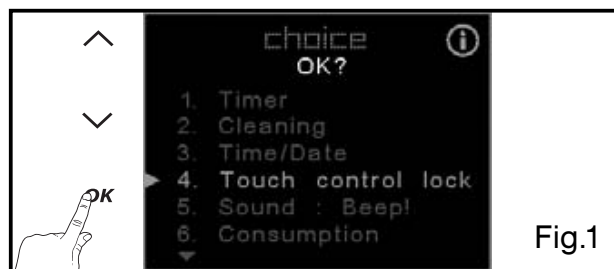 choice
OK?
1. Timer
2. Cleaning
3. Time/Date
4. Touch control lock
5. Sound : Beep!
6. Consumption
OK
Fig.1